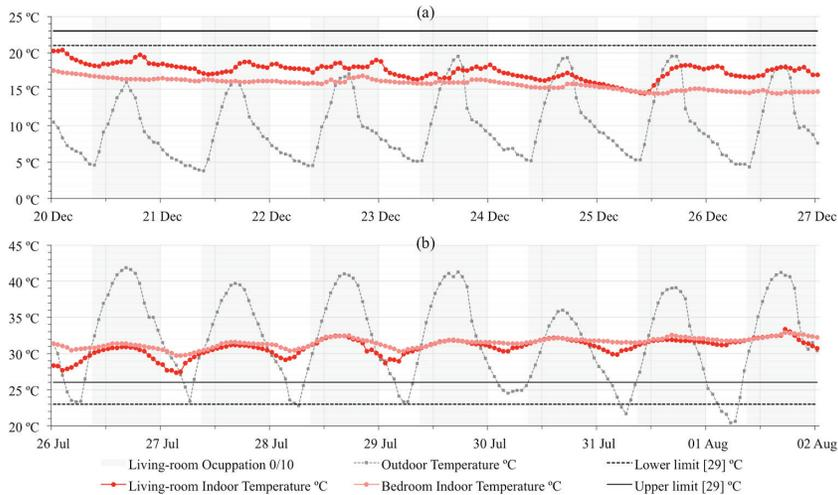 (a)
25 ºC
20 ºC
15 ºC
10 ºC
5 ºC
0 ºC
20 Dec 21 Dec 22 Dec 23 Dec 24 Dec 25 Dec 26 Dec 27 Dec
(b)
45 ºC
40 ºC
35 ºC
30 ºC
25 ºC
20 ºC
26 Jul 27 Jul 28 Jul 29 Jul 30 Jul 31 Jul 01 Aug 02 Aug
Living-room Ocuppation 0/10 Outdoor Temperature ºC Lower limit [29] ºC
Living-room Indoor Temperature ºC Bedroom Indoor Temperature ºC Upper limit [29] ºC